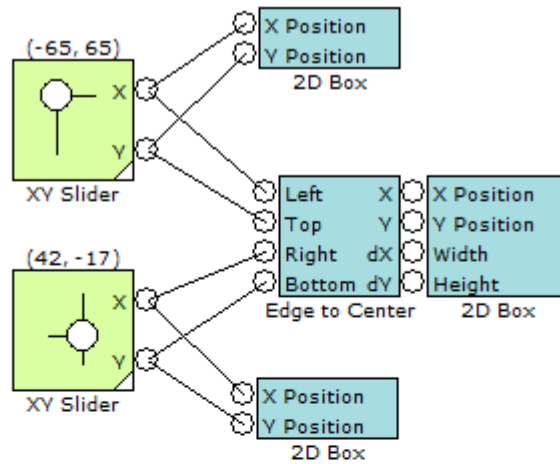 (-65, 65)
X
Y
XY Slider
X Position
Y Position
2D Box
Left X
Top Y
Right dX
Bottom dY
Edge to Center
X Position
Y Position
Width
Height
2D Box
(42, -17)
X
Y
XY Slider
X Position
Y Position
2D Box